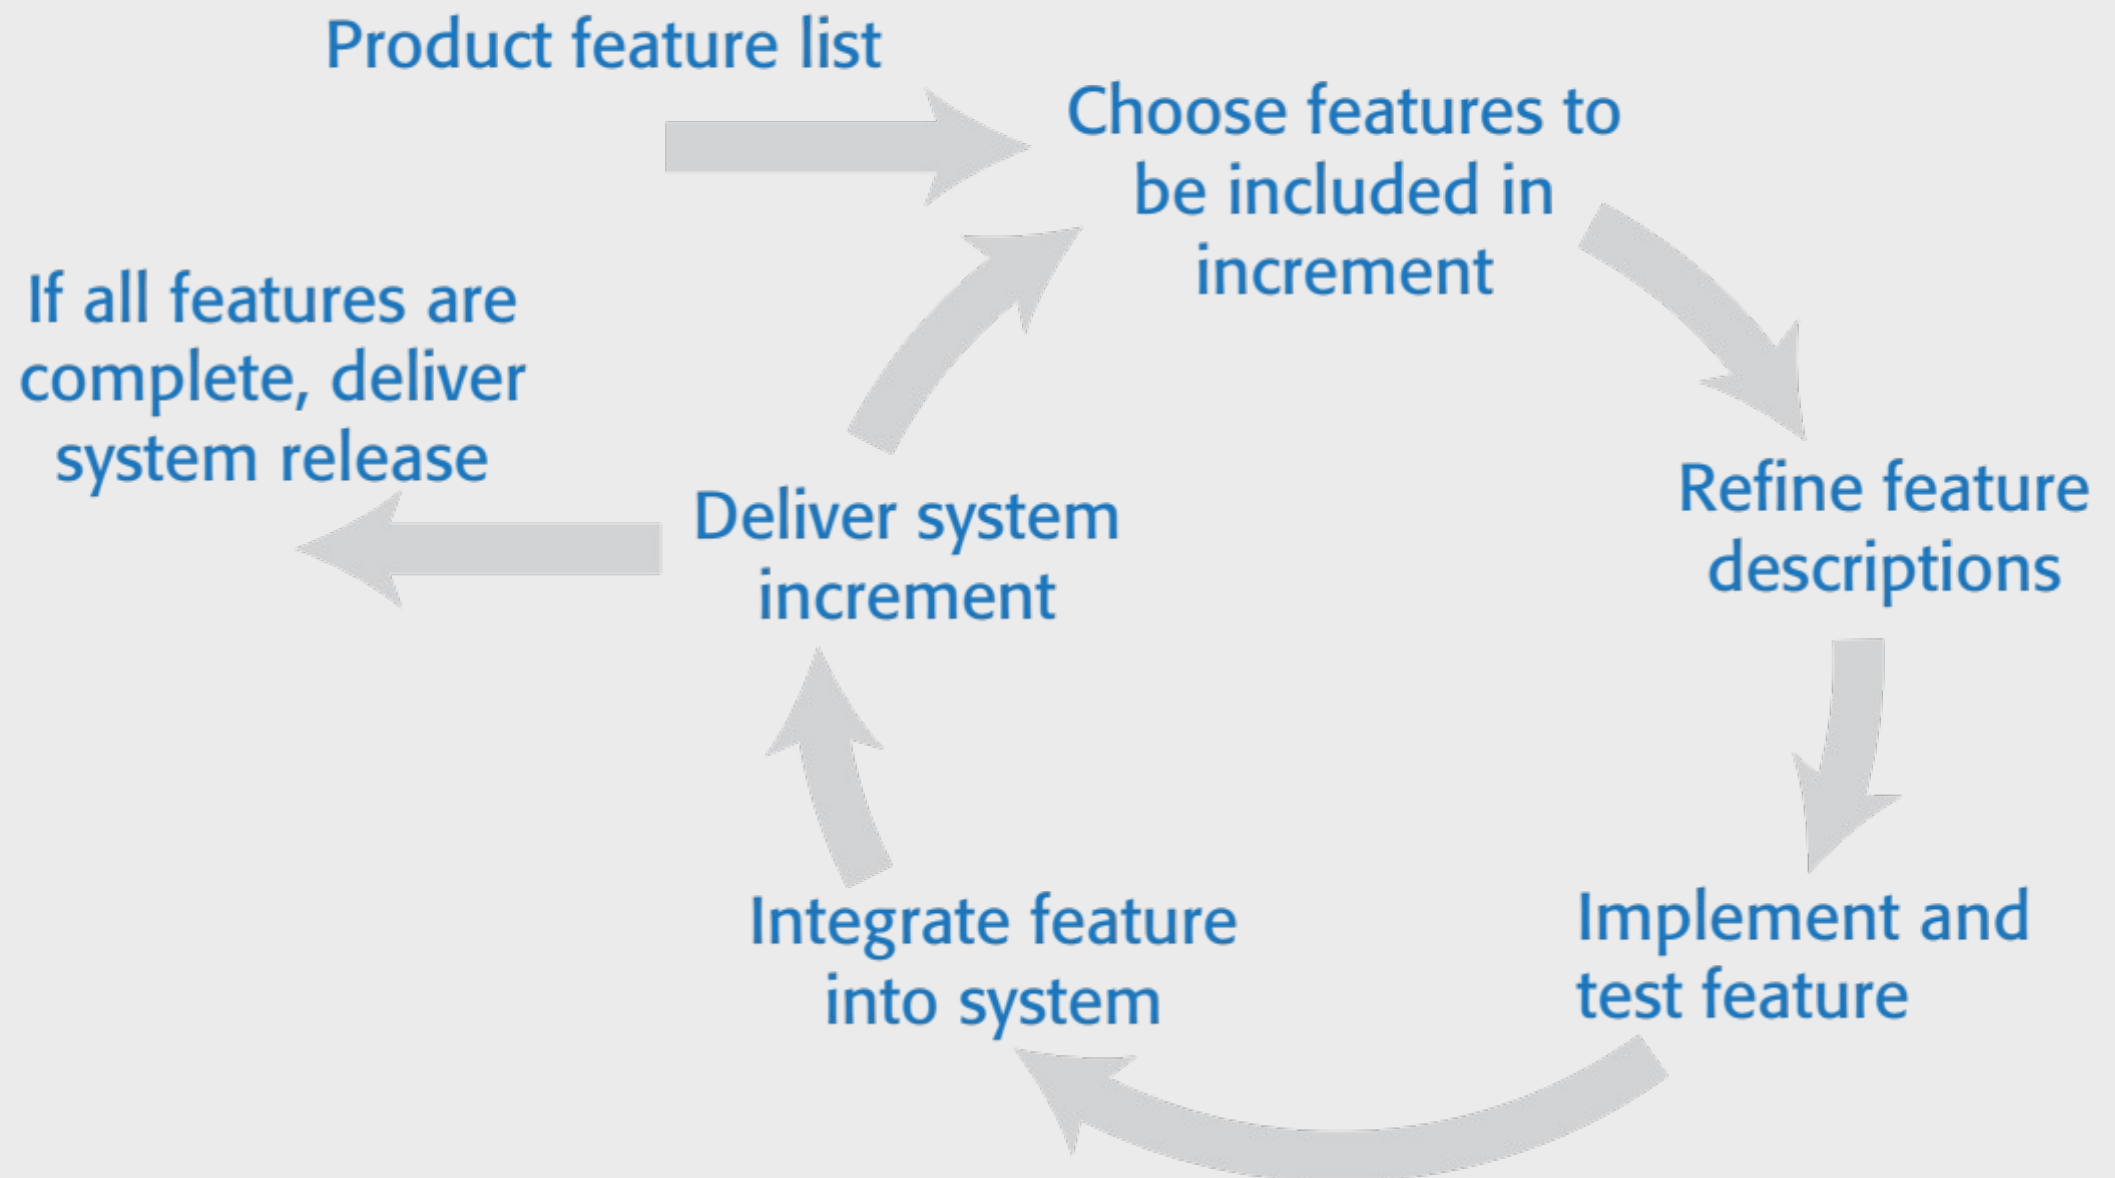 Product feature list
Choose features to
be included in
increment
If all features are
complete, deliver
system release
Deliver system
increment
Refine feature
descriptions
Integrate feature
into system
Implement and
test feature